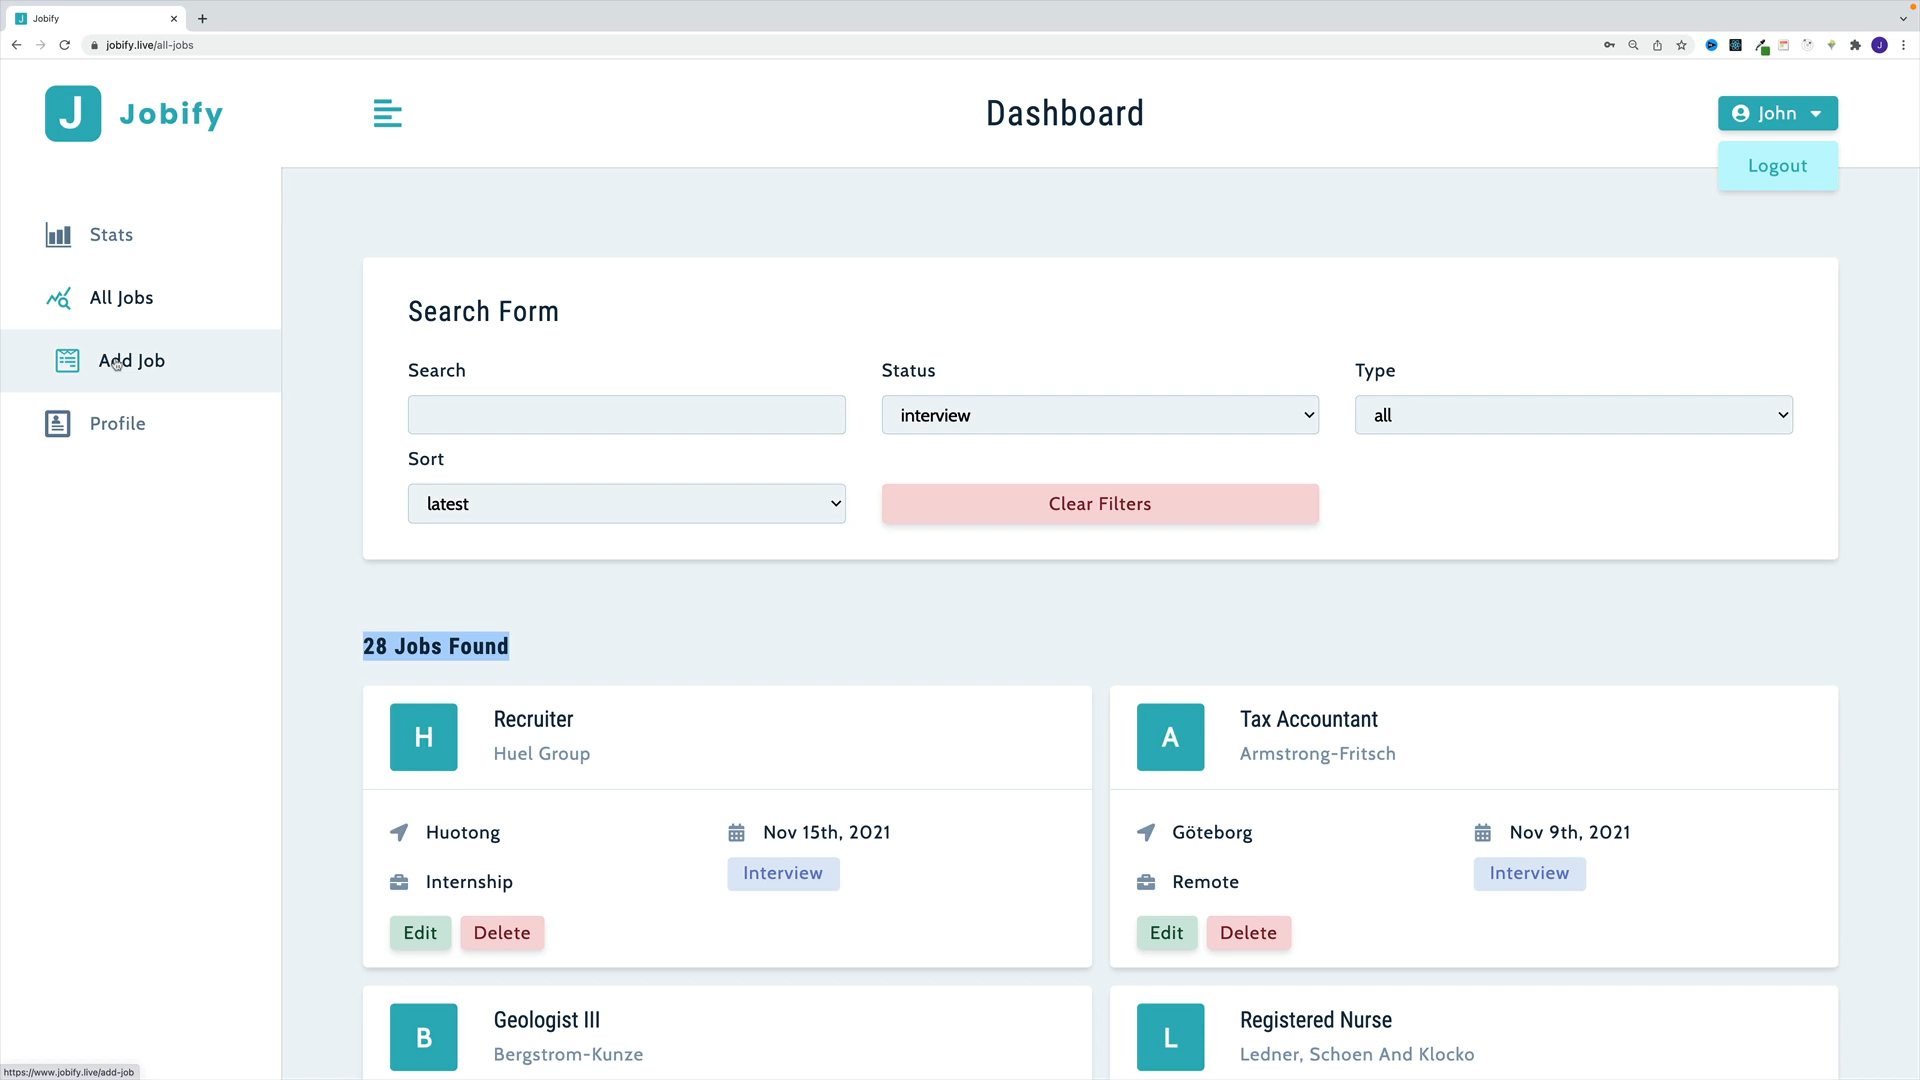 Jobify
jobify.live/all-jobs
J
J Jobify
Dashboard
John
Logout
Stats
All Jobs
Add Job
Profile
Search Form
Search
Status
Type
interview
all
Sort
latest
Clear Filters
28 Jobs Found
H
Recruiter
Huel Group
Huotong
Nov 15th, 2021
Internship
Interview
Edit
Delete
A
Tax Accountant
Armstrong-Fritsch
Göteborg
Nov 9th, 2021
Remote
Interview
Edit
Delete
B
Geologist III
Bergstrom-Kunze
L
Registered Nurse
Ledner, Schoen And Klocko
https://www.jobify.live/add-job